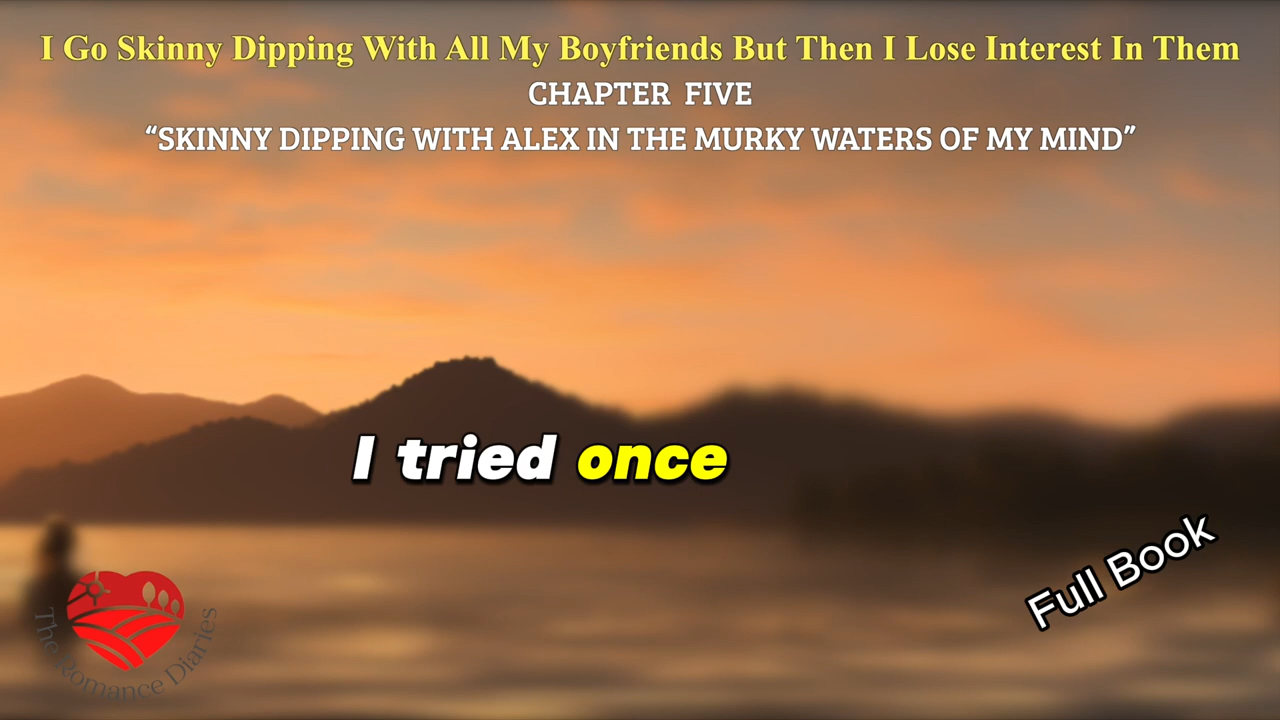 I Go Skinny Dipping With All My Boyfriends But Then I Lose Interest In Them
CHAPTER FIVE
“SKINNY DIPPING WITH ALEX IN THE MURKY WATERS OF MY MIND”
I tried once
Full Book
The Romance Diaries